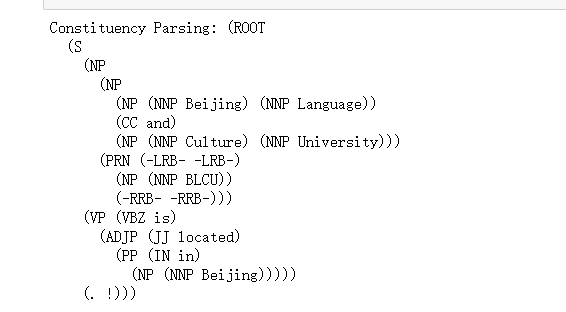 Constituency Parsing: (ROOT
(S
(NP
(NP
(NP (NNP Beijing) (NNP Language))
(CC and)
(NP (NNP Culture) (NNP University)))
(PRN (-LRB- -LRB-)
(NP (NNP BLCU))
(-RRB- -RRB-)))
(VP (VBZ is)
(ADJP (JJ located)
(PP (IN in)
(NP (NNP Beijing)))))
(. !)))